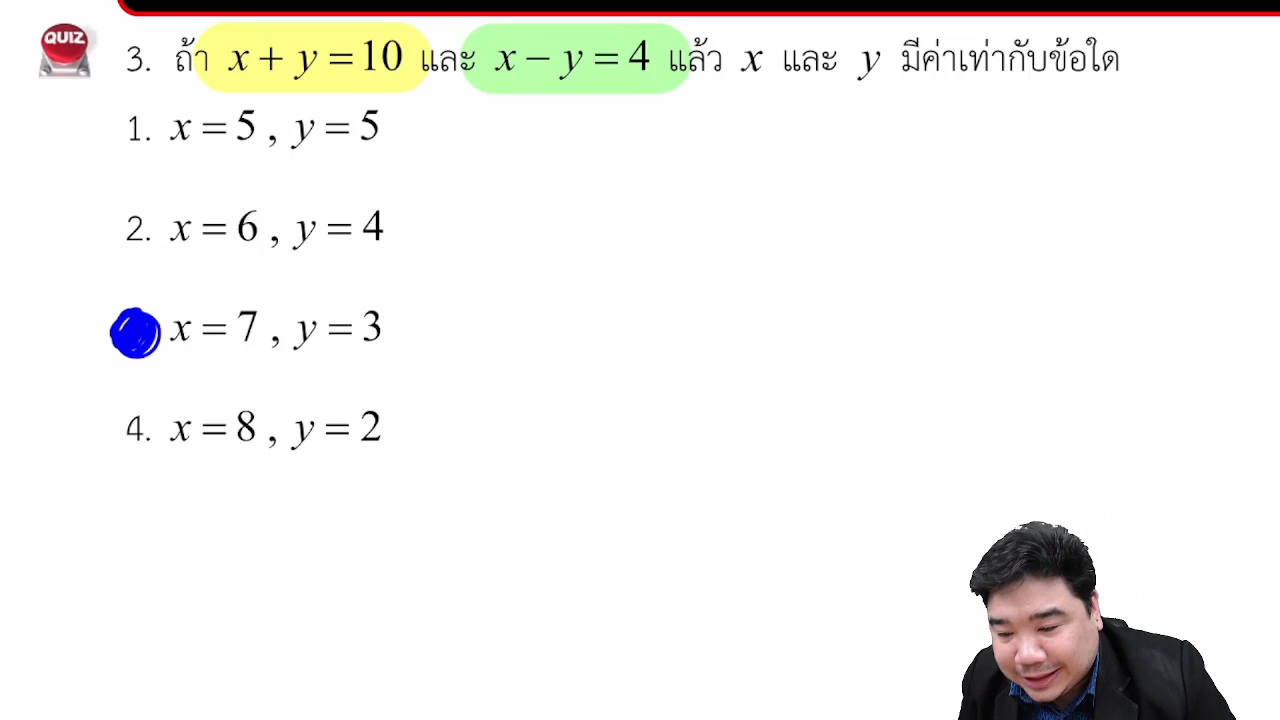 QUIZ
3. ถ้า x + y = 10 และ x − y = 4 แล้ว x และ y มีค่าเท่ากับข้อใด
1. x = 5 , y = 5
2. x = 6 , y = 4
x = 7 , y = 3
4. x = 8 , y = 2